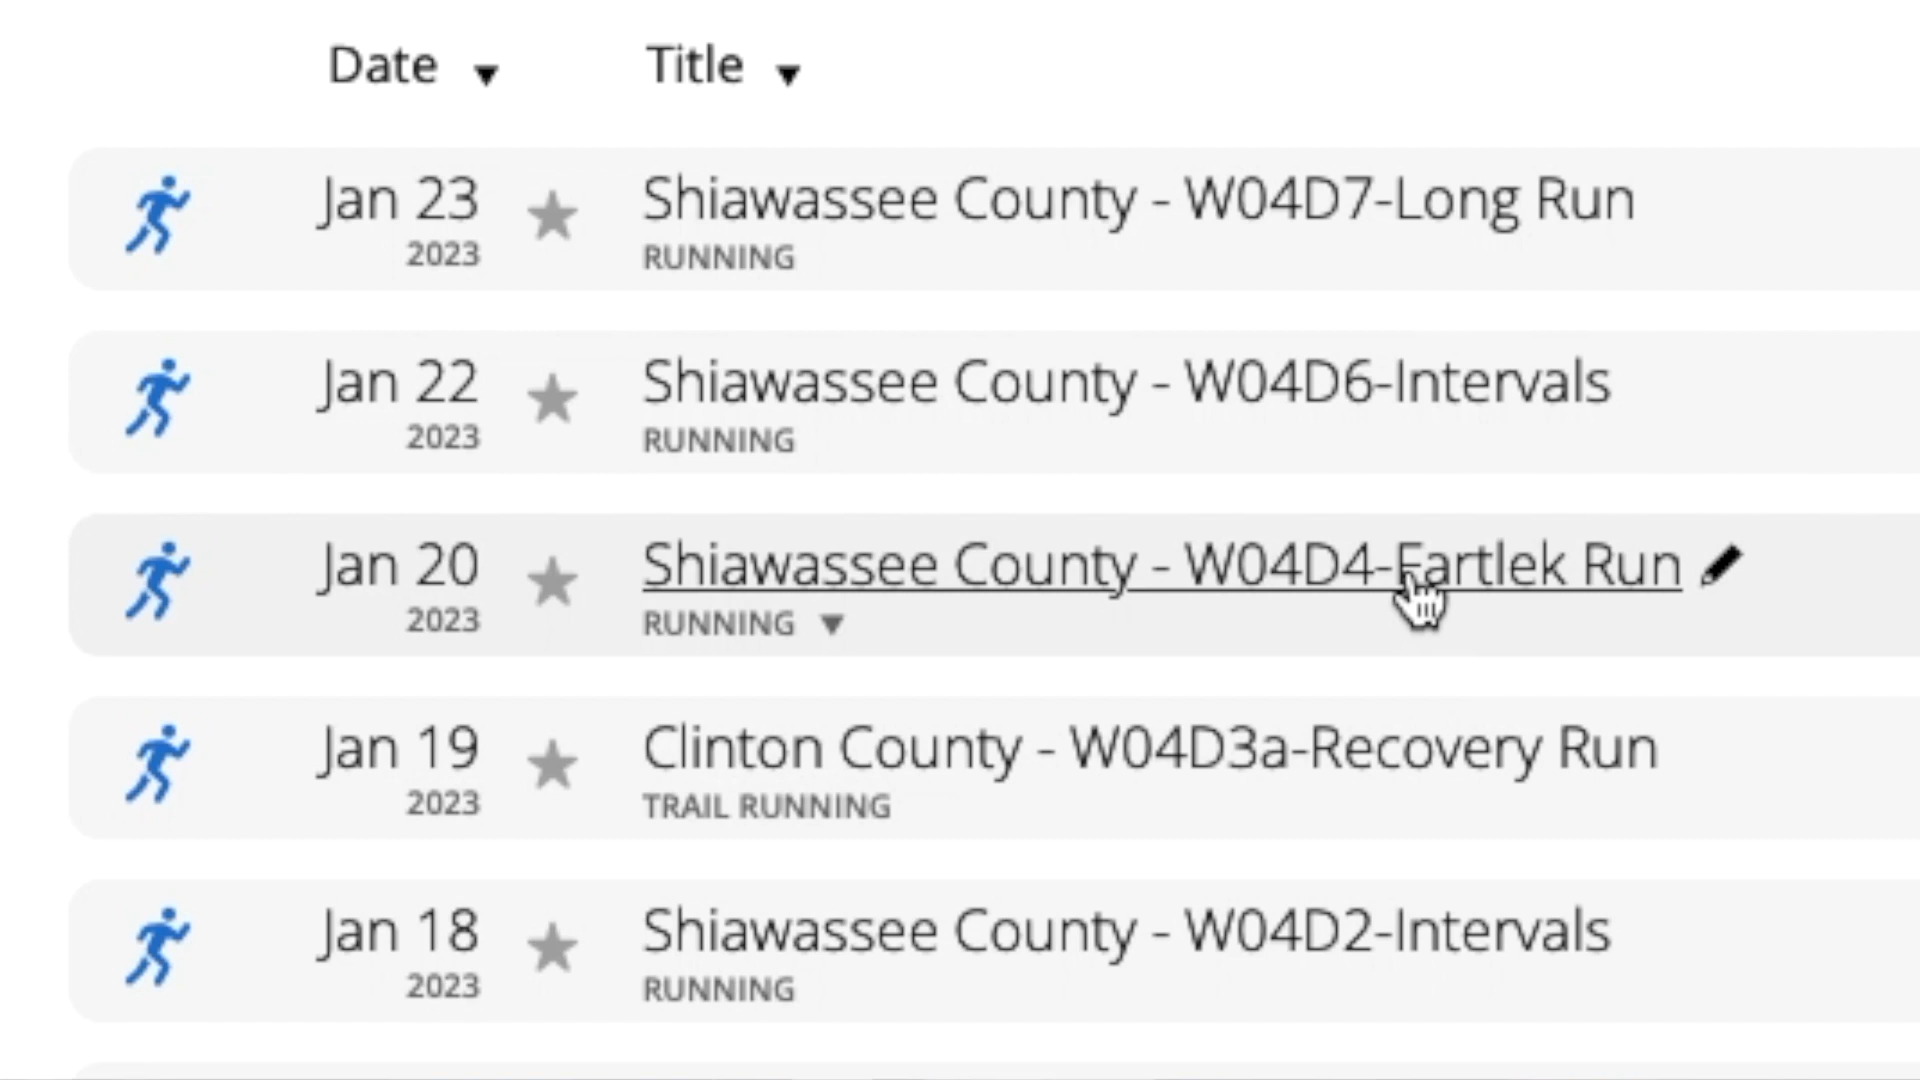 Date ▼ Title ▼
Jan 23 Shiawassee County - W04D7-Long Run
2023 RUNNING
Jan 22 Shiawassee County - W04D6-Intervals
2023 RUNNING
Jan 20 Shiawassee County - W04D4-Fartlek Run
2023 RUNNING ▼
Jan 19 Clinton County - W04D3a-Recovery Run
2023 TRAIL RUNNING
Jan 18 Shiawassee County - W04D2-Intervals
2023 RUNNING